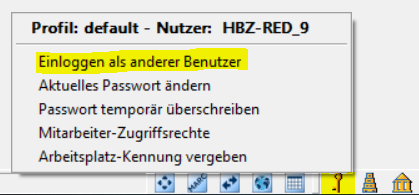 Profil: default - Nutzer: HBZ-RED_9
Einloggen als anderer Benutzer
Aktuelles Passwort ändern
Passwort temporär überschreiben
Mitarbeiter-Zugriffsrechte
Arbeitsplatz-Kennung vergeben
MARC